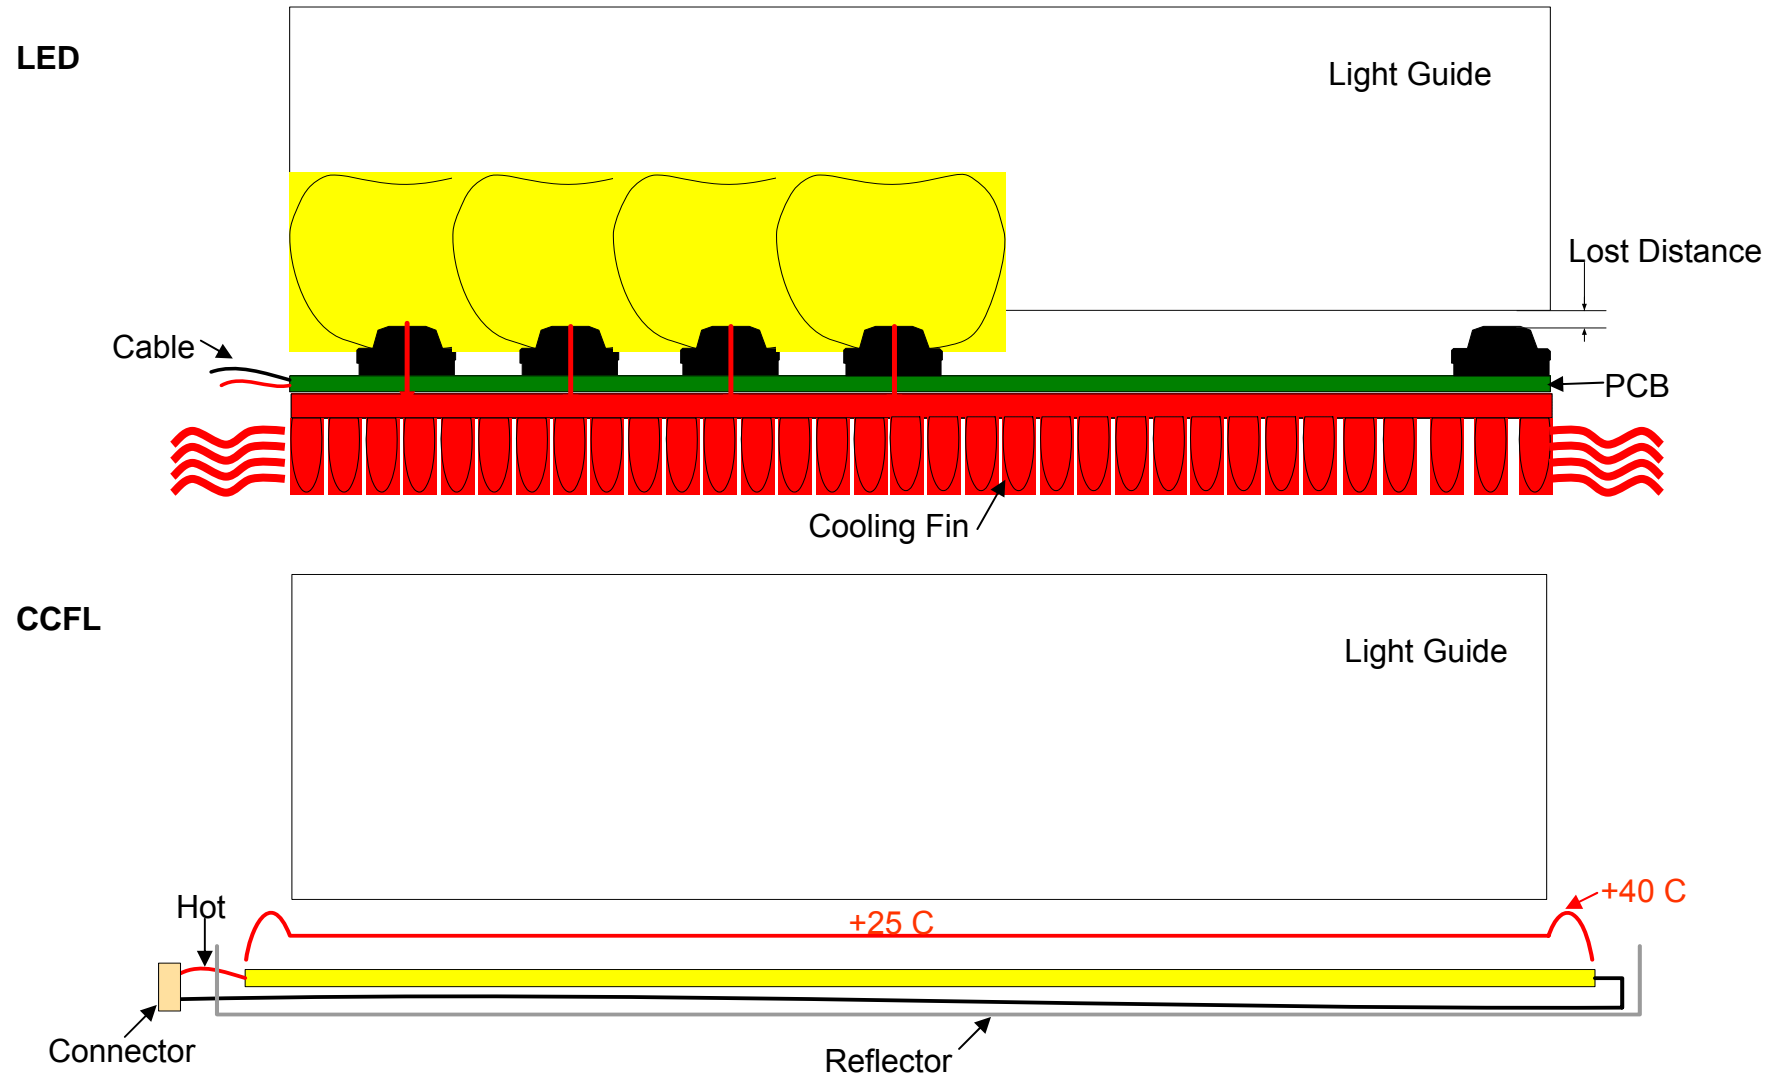 LED
Light Guide
Lost Distance
Cable
PCB
Cooling Fin
CCFL
Light Guide
+40 C
Hot
+25 C
Connector
Reflector